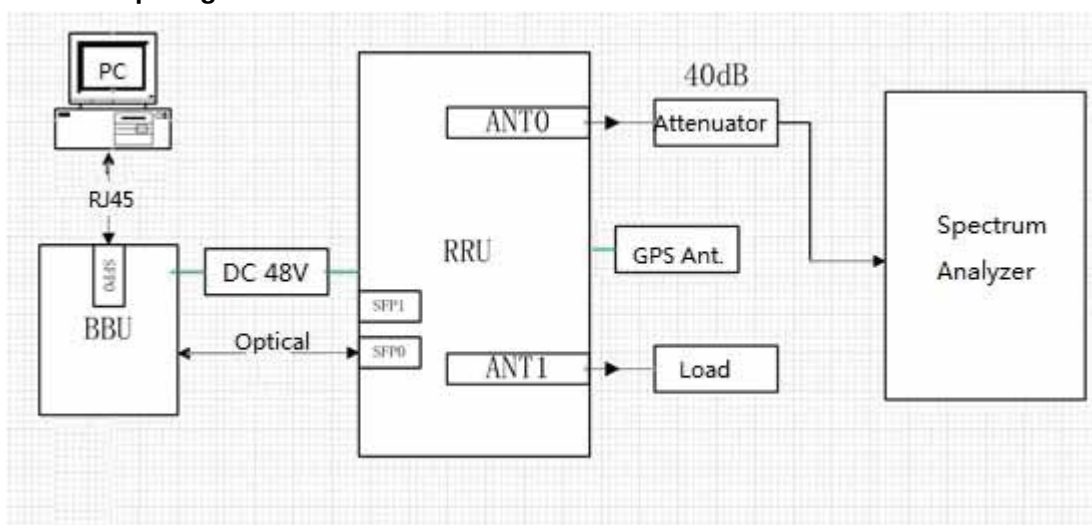 PC
RJ45
SFP0
BBU
DC 48V
Optical
RRU
SFP1
SFP0
ANT0
ANT1
40dB
Attenuator
GPS Ant.
Load
Spectrum
Analyzer